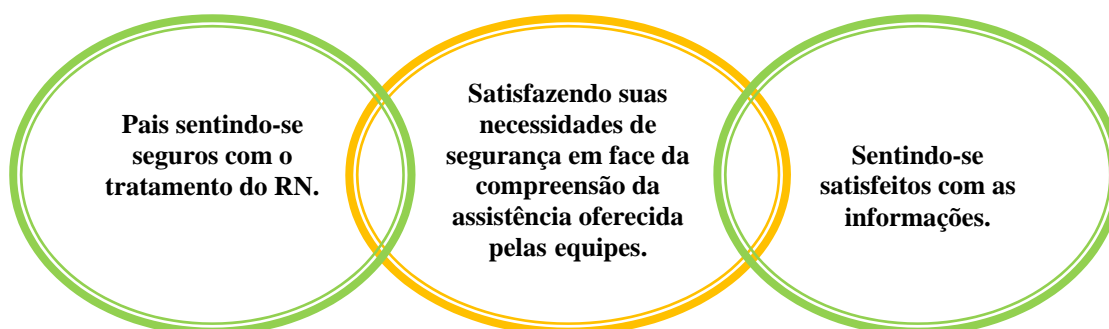 Pais sentindo-se
seguros com o
tratamento do RN.
Satisfazendo suas
necessidades de
segurança em face da
compreensão da
assistência oferecida
pelas equipes.
Sentindo-se
satisfeitos com as
informações.